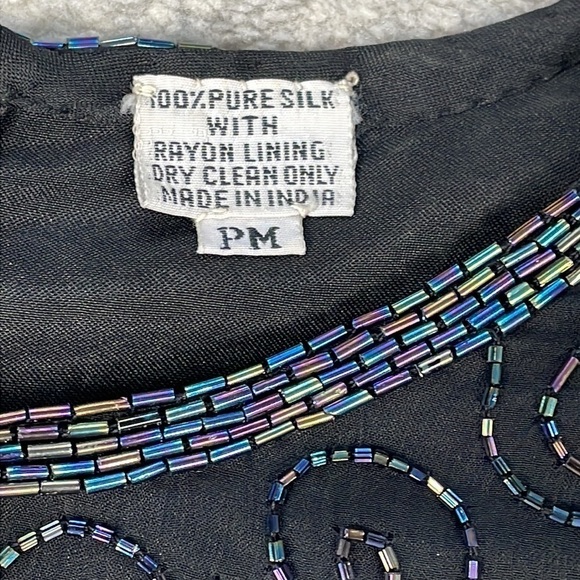 100% PURE SILK
WITH
RAYON LINING
DRY CLEAN ONLY
MADE IN INDIA
PM